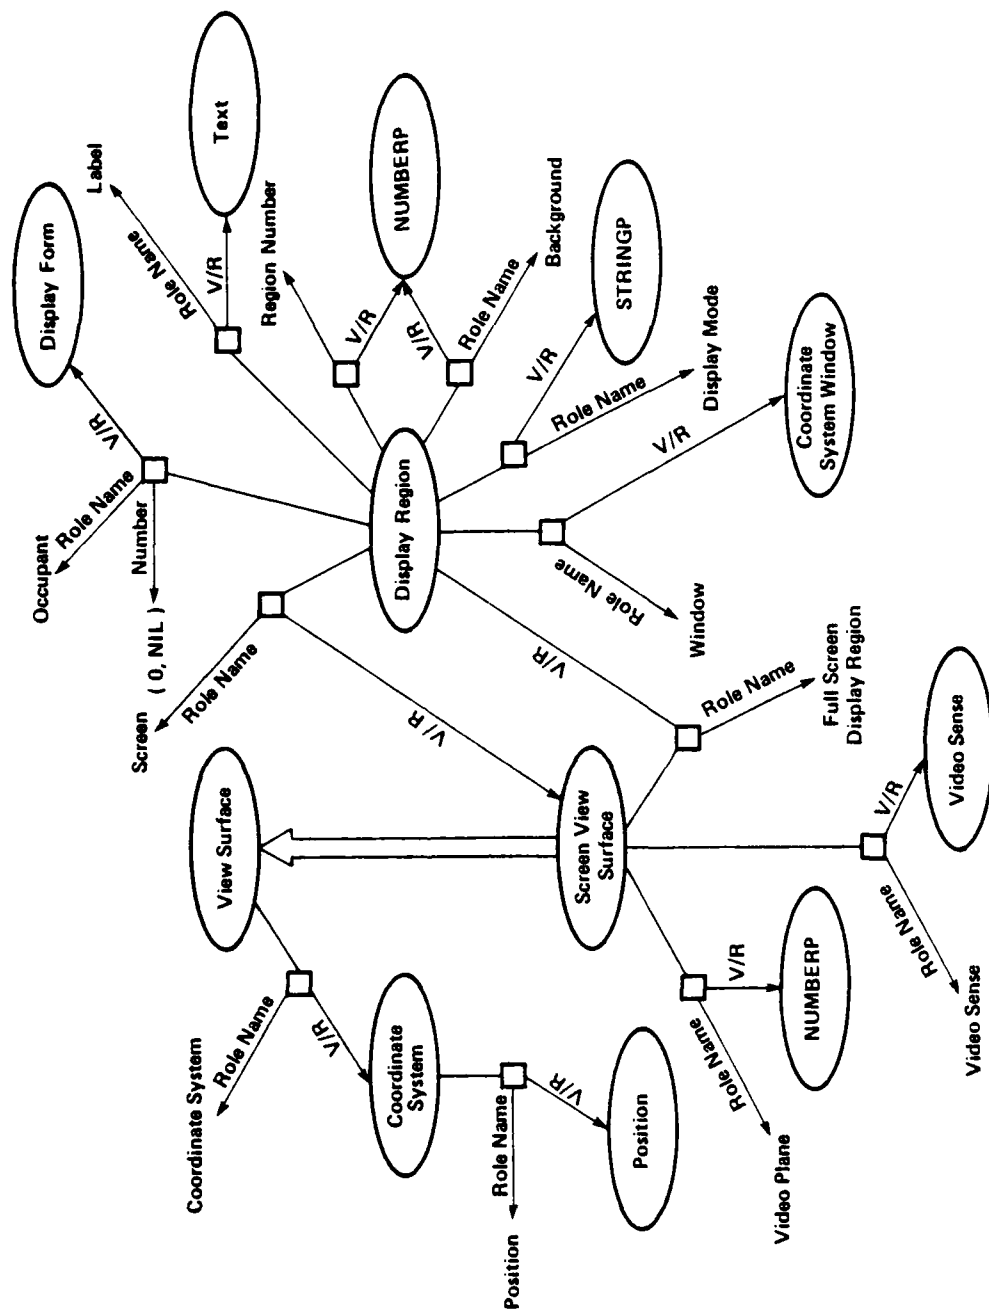 Label
Role Name
V/R
Text
Display Form
V/R
Role Name
Occupant
Number
( 0, NIL )
Region Number
V/R
NUMBERP
V/R
Role Name
Background
STRINGP
V/R
Role Name
Display Mode
Display Region
V/R
Coordinate
System Window
Role Name
Window
Screen
Role Name
V/R
V/R
Role Name
Full Screen
Display Region
View Surface
Screen View
Surface
Video Sense
V/R
Role Name
Video Sense
Coordinate System
Role Name
V/R
Coordinate
System
Role Name
Position
V/R
Position
V/R
NUMBERP
Role Name
Video Plane